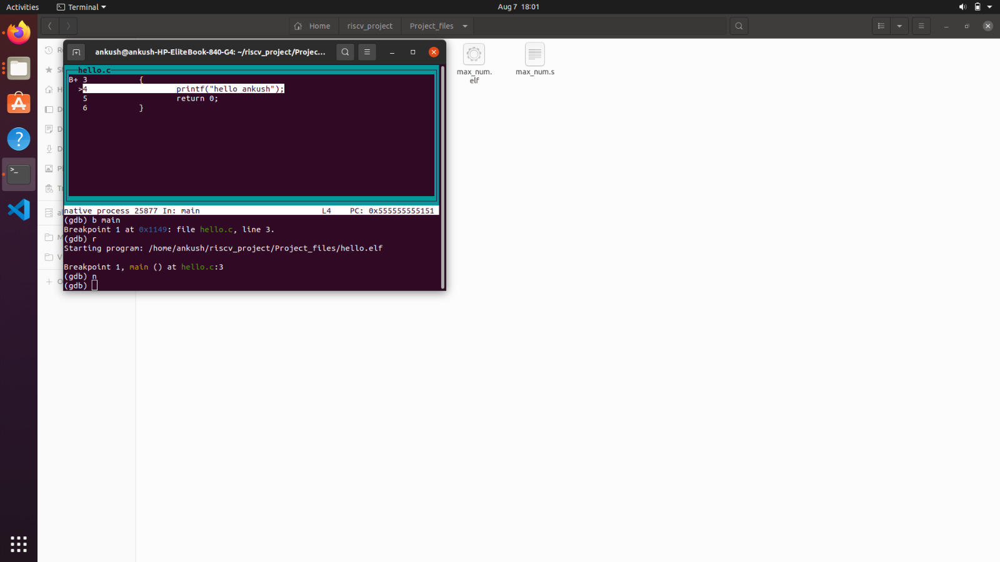 Activities
Terminal
Aug 7 18:01
Home
riscv_project
Project_files
ankush@ankush-HP-EliteBook-840-G4: ~/riscv_project/Projec...
max_num.
elf
max_num.s
hello.c
B+ 3 {
>4 printf("hello ankush");
5 return 0;
6 }
native process 25877 In: main L4 PC: 0x555555555151
(gdb) b main
Breakpoint 1 at 0x1149: file hello.c, line 3.
(gdb) r
Starting program: /home/ankush/riscv_project/Project_files/hello.elf
Breakpoint 1, main () at hello.c:3
(gdb) n
(gdb)